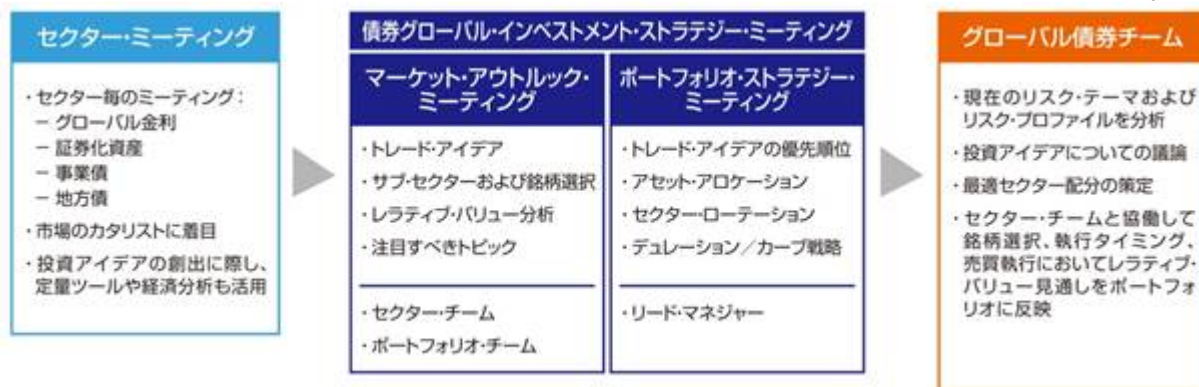 セクター・ミーティング
・セクター毎のミーティング：
－ グローバル金利
－ 証券化資産
－ 事業債
－ 地方債
・市場のカタリストに着目
・投資アイデアの創出に際し、
定量ツールや経済分析も活用
債券グローバル・インベストメント・ストラテジー・ミーティング
マーケット・アウトルック・
ミーティング
・トレード・アイデア
・サブ・セクターおよび銘柄選択
・レラティブ・バリュー分析
・注目すべきトピック
・セクター・チーム
・ポートフォリオ・チーム
ポートフォリオ・ストラテジー・
ミーティング
・トレード・アイデアの優先順位
・アセット・アロケーション
・セクター・ローテーション
・デュレーション／カーブ戦略
・リード・マネジャー
グローバル債券チーム
・現在のリスク・テーマおよび
リスク・プロファイルを分析
・投資アイデアについての議論
・最適セクター配分の策定
・セクター・チームと協働して
銘柄選択、執行タイミング、
売買執行においてレラティブ・
バリュー見通しをポートフォ
リオに反映